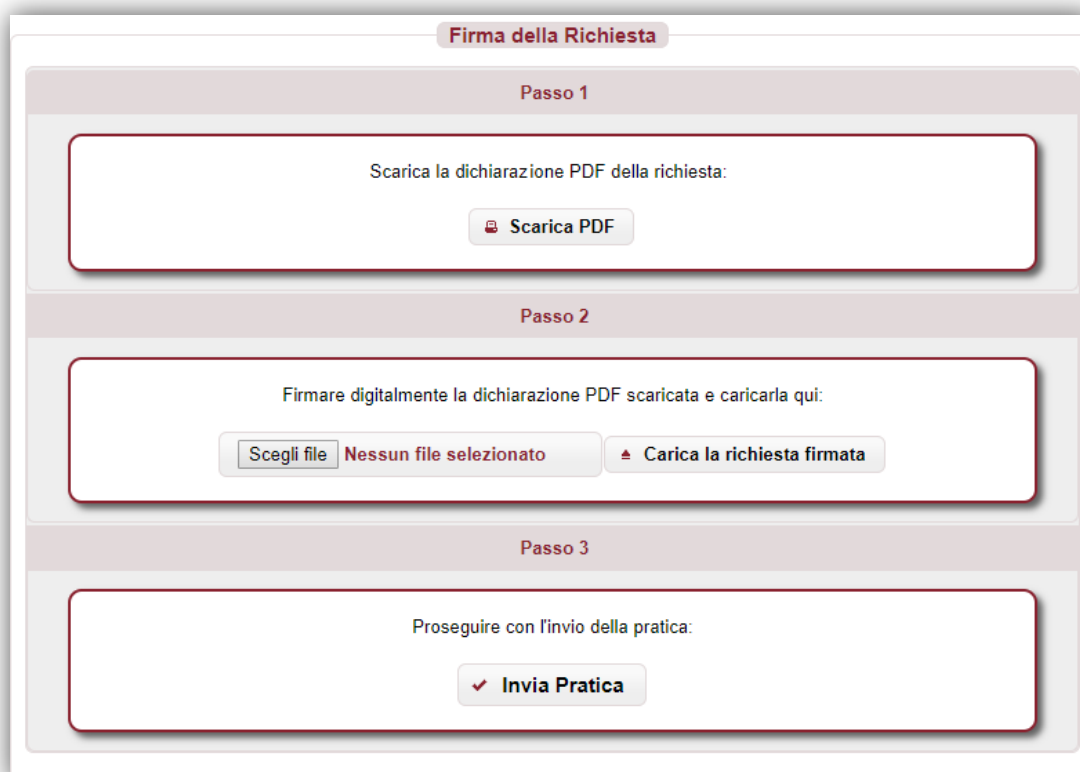 Firma della Richiesta
Passo 1
Scarica la dichiarazione PDF della richiesta:
Scarica PDF
Passo 2
Firmare digitalmente la dichiarazione PDF scaricata e caricarla qui:
Scegli file Nessun file selezionato Carica la richiesta firmata
Passo 3
Proseguire con l'invio della pratica:
Invia Pratica